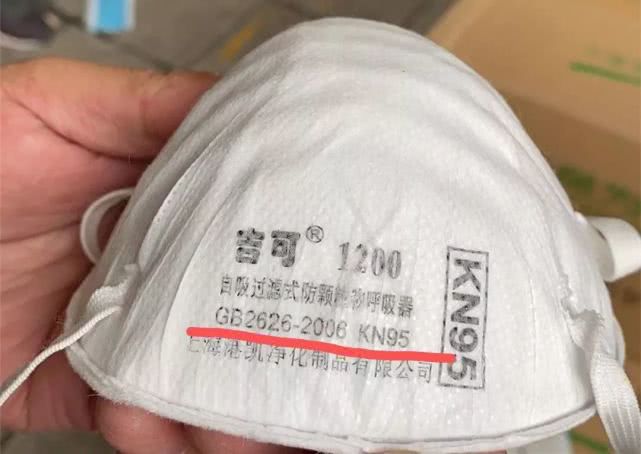 吉可® 1200
自吸过滤式防颗粒物呼吸器
GB2626-2006 KN95
上海港凯净化制品有限公司
KN95